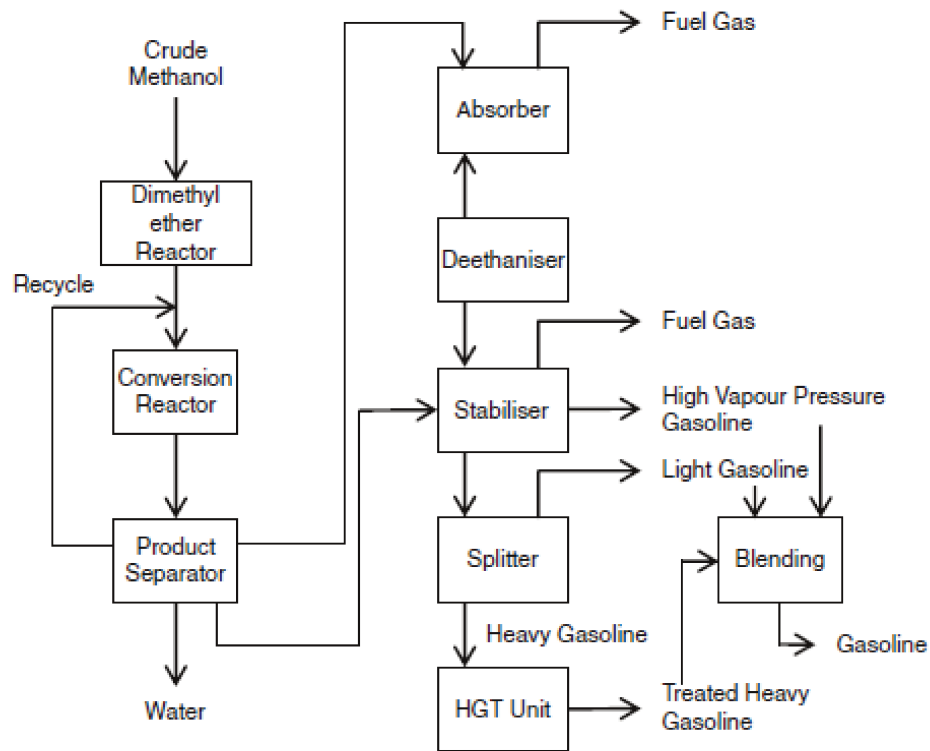 Fuel Gas
Crude
Methanol
Absorber
Dimethyl
ether
Reactor
Deethaniser
Recycle
Fuel Gas
Conversion
Reactor
Stabiliser
High Vapour Pressure
Gasoline
Light Gasoline
Product
Separator
Splitter
Blending
Heavy Gasoline
Gasoline
Water
HGT Unit
Treated Heavy
Gasoline